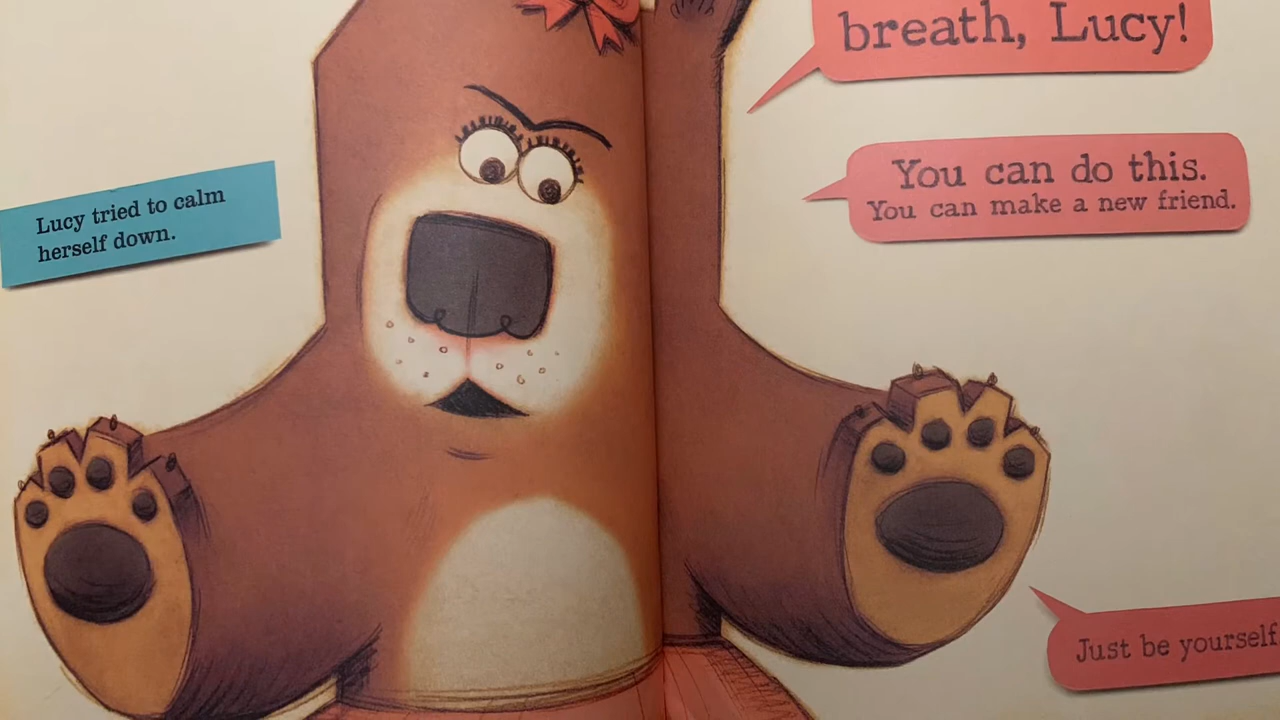 Lucy tried to calm
herself down.
breath, Lucy!
You can do this.
You can make a new friend.
Just be yourself